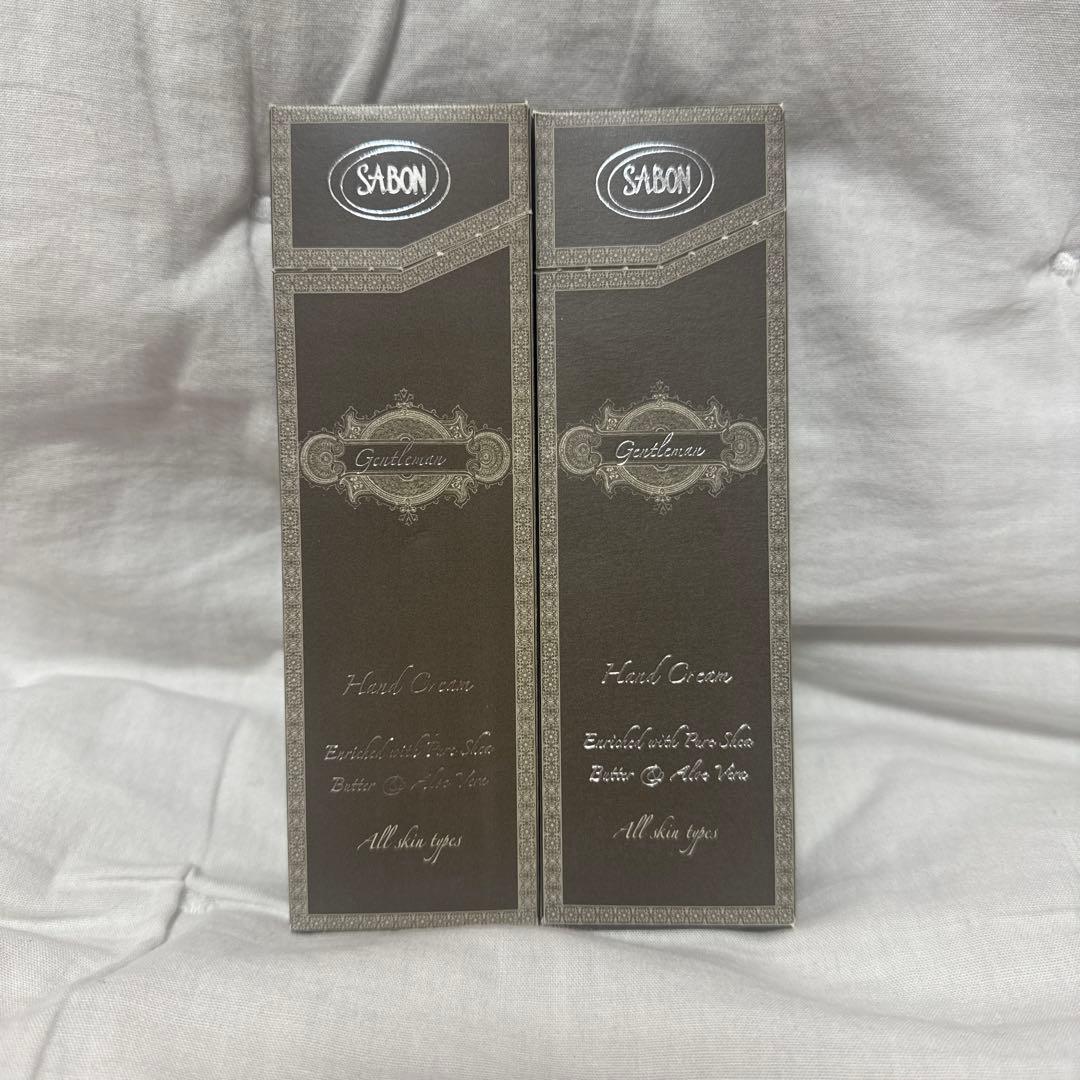 SABON
Gentleman
Hand Cream
Enriched with Pure Shea
Butter & Aloe Vera
All skin types
SABON
Gentleman
Hand Cream
Enriched with Pure Shea
Butter & Aloe Vera
All skin types